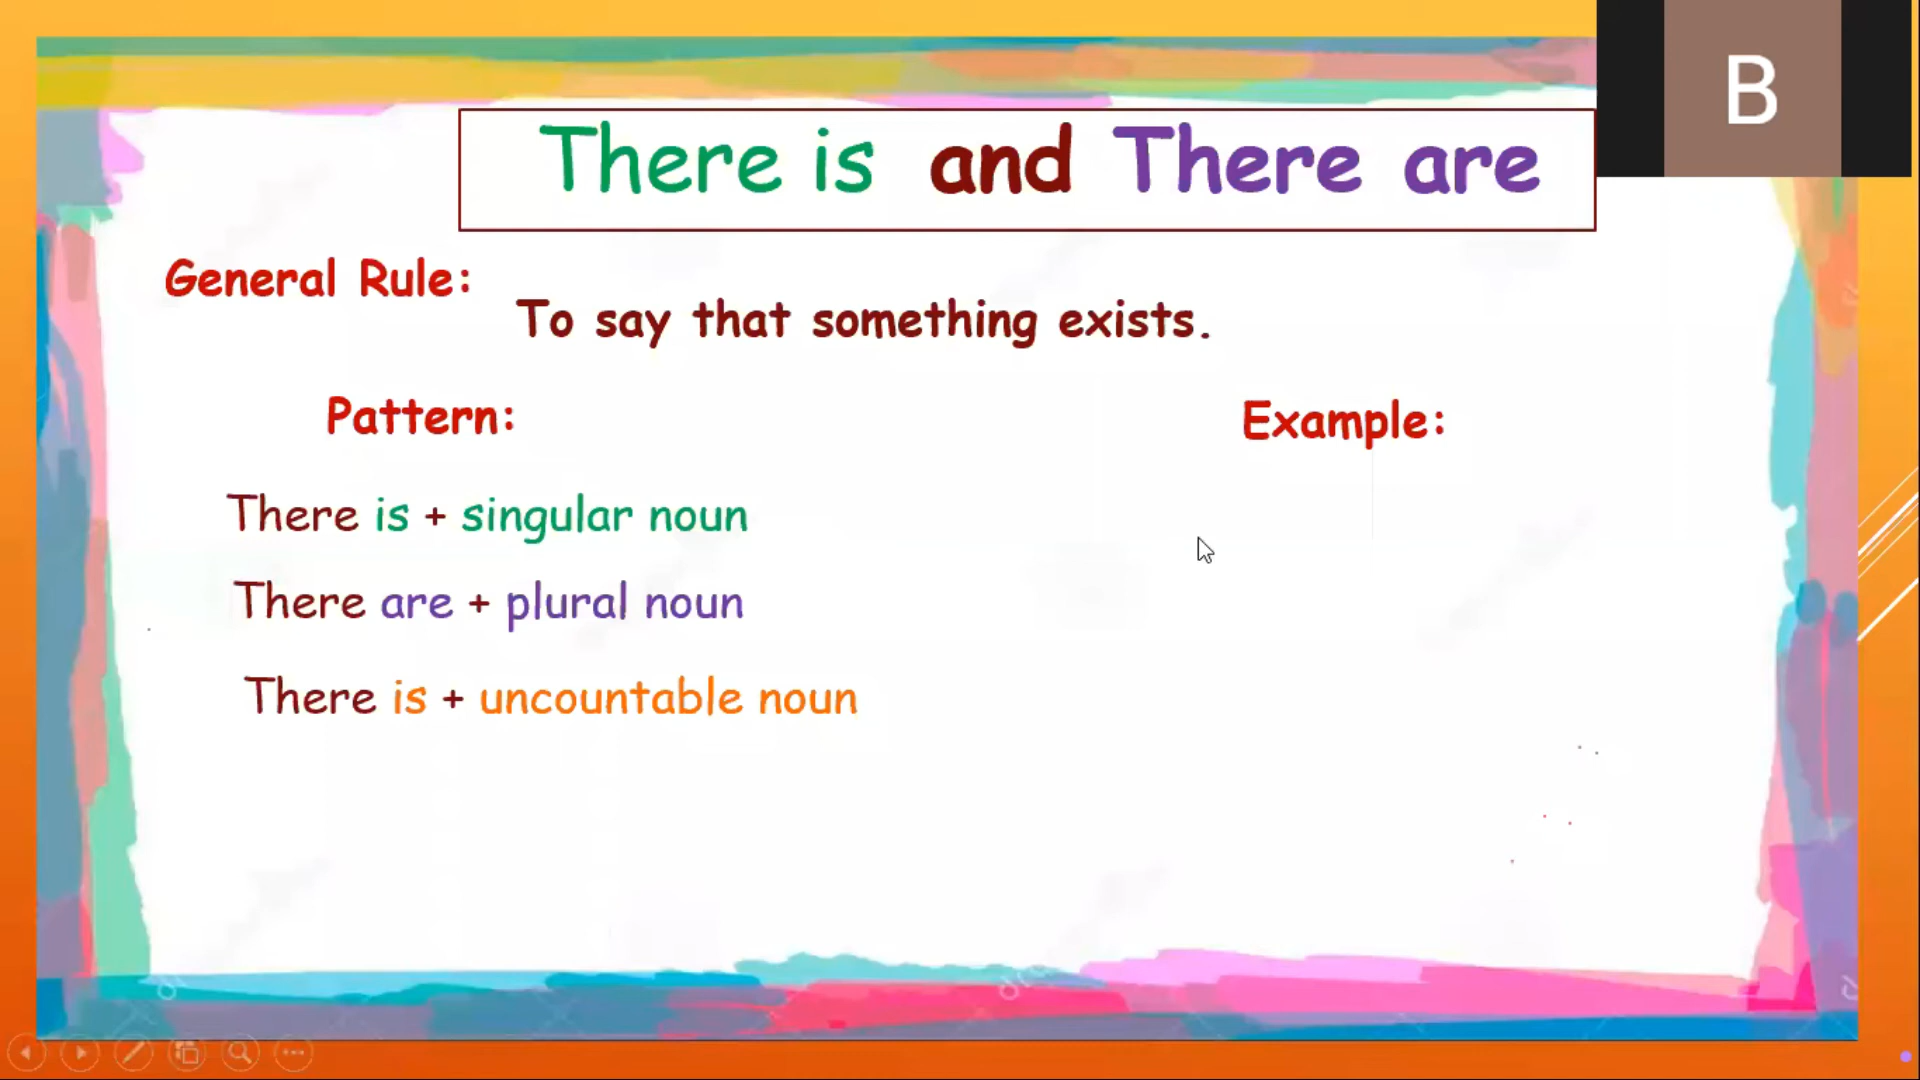 B
There is and There are
General Rule:
To say that something exists.
Pattern:
Example:
There is + singular noun
There are + plural noun
There is + uncountable noun